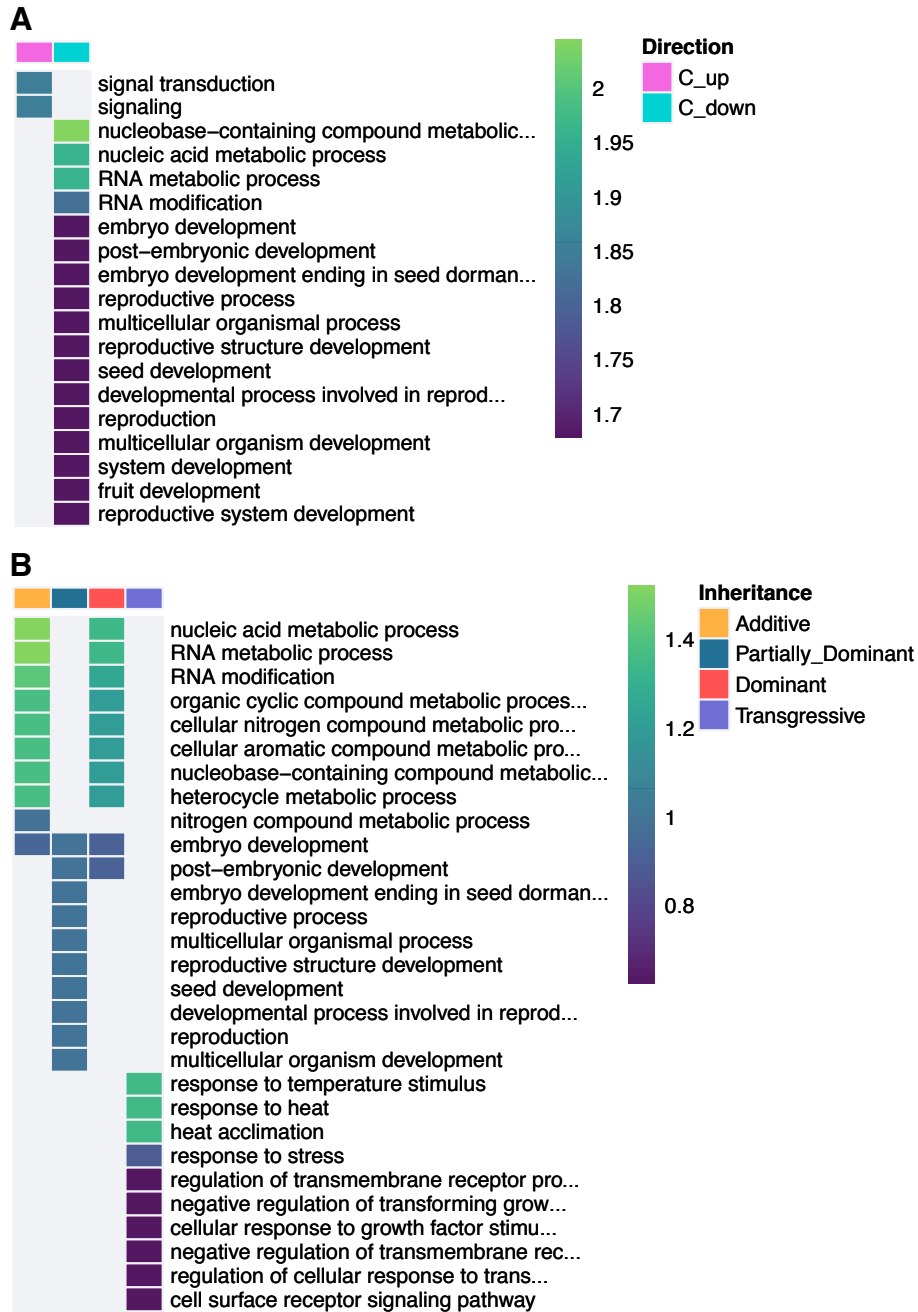 A
signal transduction
signaling
nucleobase−containing compound metabolic...
nucleic acid metabolic process
RNA metabolic process
RNA modification
embryo development
post−embryonic development
embryo development ending in seed dorman...
reproductive process
multicellular organismal process
reproductive structure development
seed development
developmental process involved in reprod...
reproduction
multicellular organism development
system development
fruit development
reproductive system development
2
1.95
1.9
1.85
1.8
1.75
1.7
Direction
C_up
C_down
B
nucleic acid metabolic process
RNA metabolic process
RNA modification
organic cyclic compound metabolic proces...
cellular nitrogen compound metabolic pro...
cellular aromatic compound metabolic pro...
nucleobase−containing compound metabolic...
heterocycle metabolic process
nitrogen compound metabolic process
embryo development
post−embryonic development
embryo development ending in seed dorman...
reproductive process
multicellular organismal process
reproductive structure development
seed development
developmental process involved in reprod...
reproduction
multicellular organism development
response to temperature stimulus
response to heat
heat acclimation
response to stress
regulation of transmembrane receptor pro...
negative regulation of transforming grow...
cellular response to growth factor stimu...
negative regulation of transmembrane rec...
regulation of cellular response to trans...
cell surface receptor signaling pathway
1.4
1.2
1
0.8
Inheritance
Additive
Partially_Dominant
Dominant
Transgressive